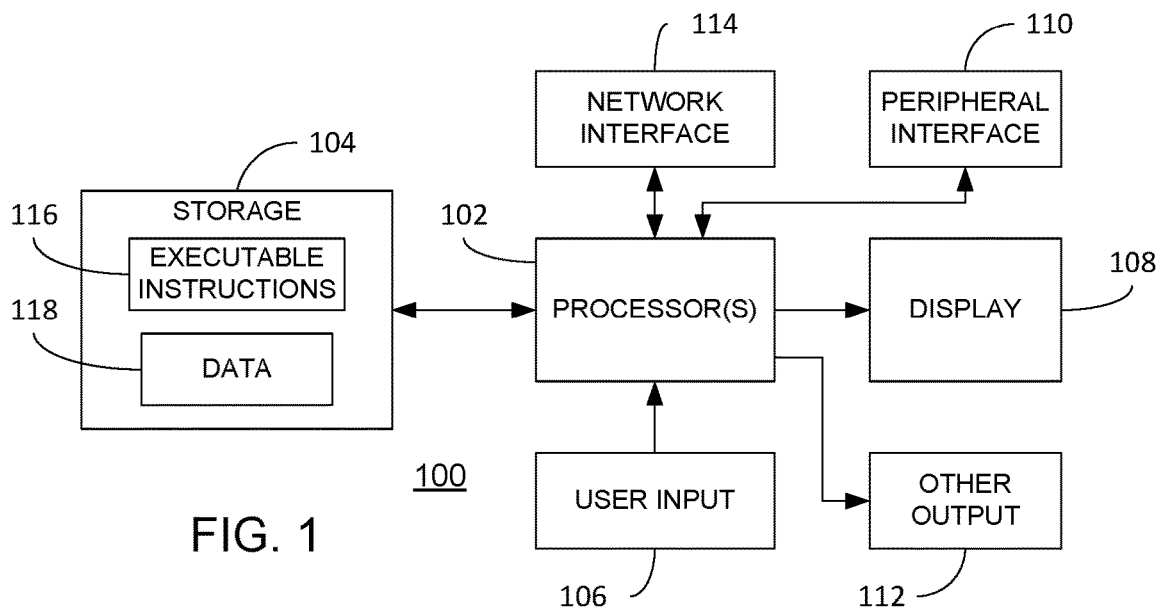 114
110
NETWORK
INTERFACE
PERIPHERAL
INTERFACE
104
STORAGE
116
EXECUTABLE
INSTRUCTIONS
118
DATA
102
PROCESSOR(S)
108
DISPLAY
100
USER INPUT
OTHER
OUTPUT
FIG. 1
106
112